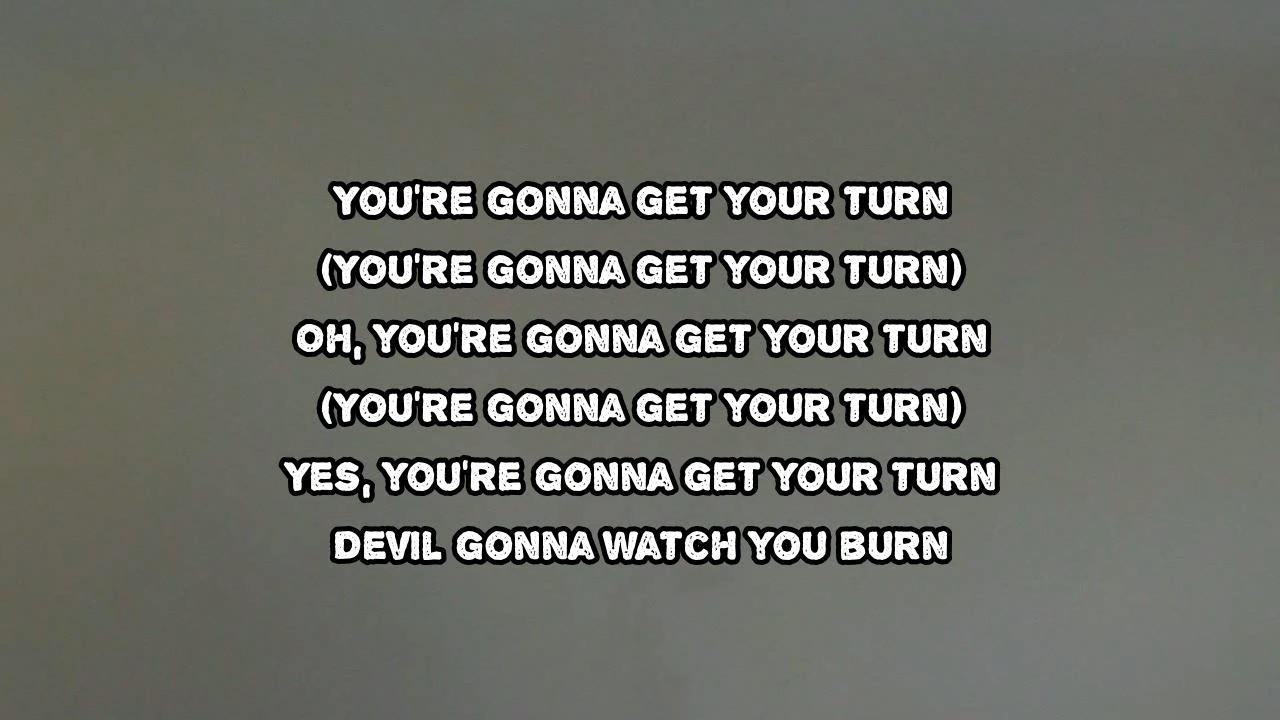 YOU'RE GONNA GET YOUR TURN
(YOU'RE GONNA GET YOUR TURN)
OH, YOU'RE GONNA GET YOUR TURN
(YOU'RE GONNA GET YOUR TURN)
YES, YOU'RE GONNA GET YOUR TURN
DEVIL GONNA WATCH YOU BURN